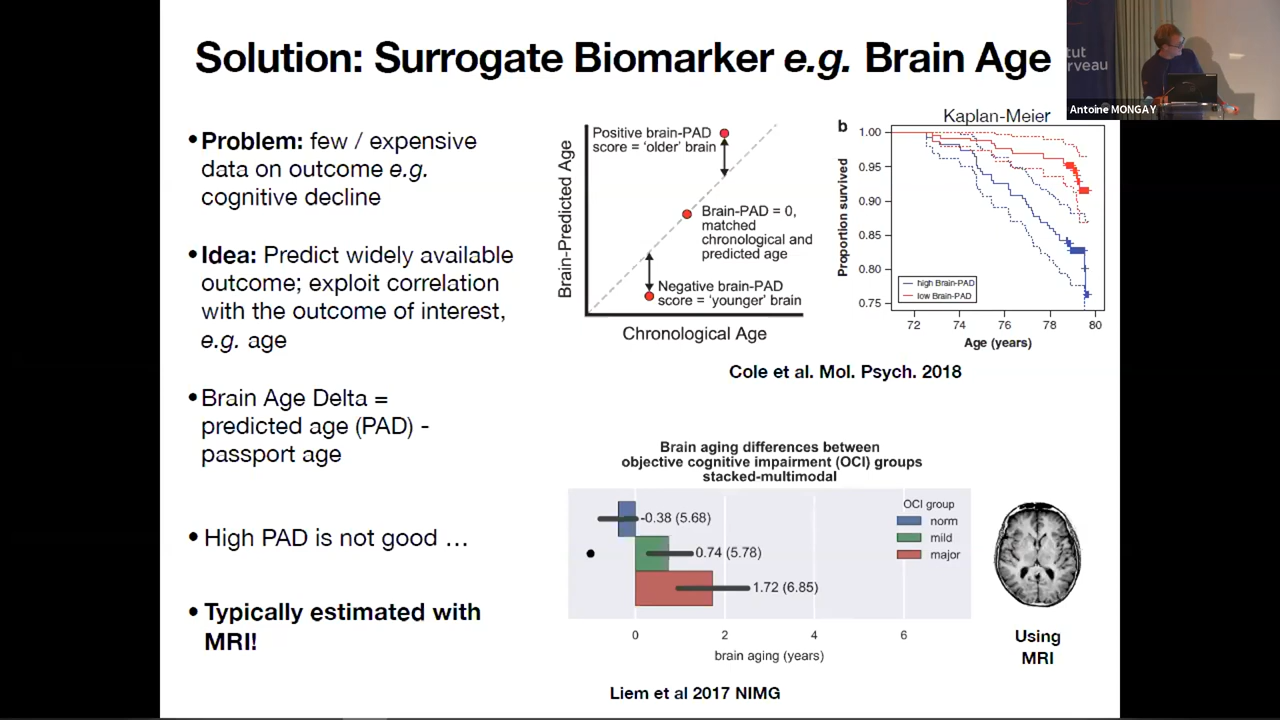 Solution: Surrogate Biomarker e.g. Brain Age
tut
erveau
Antoine MONGAY
•Problem: few / expensive
data on outcome e.g.
cognitive decline
•Idea: Predict widely available
outcome; exploit correlation
with the outcome of interest,
e.g. age
•Brain Age Delta =
predicted age (PAD) -
passport age
• High PAD is not good …
• Typically estimated with
MRI!
Brain-Predicted Age
Positive brain-PAD
score = ‘older’ brain
Brain-PAD = 0,
matched
chronological and
predicted age
Negative brain-PAD
score = ‘younger’ brain
Chronological Age
Kaplan-Meier
b
Proportion survived
1.00
0.95
0.90
0.85
0.80
0.75
high Brain-PAD
low Brain-PAD
72 74 76 78 80
Age (years)
Cole et al. Mol. Psych. 2018
Brain aging differences between
objective cognitive impairment (OCI) groups
stacked-multimodal
-0.38 (5.68)
0.74 (5.78)
1.72 (6.85)
OCI group
norm
mild
major
0 2 4 6
brain aging (years)
Using
MRI
Liem et al 2017 NIMG